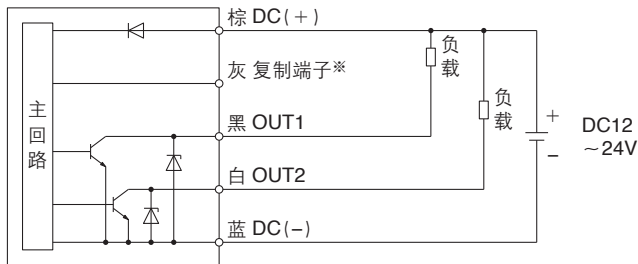 棕 DC(+)
灰 复制端子※
黑 OUT1
白 OUT2
蓝 DC(-)
主回路
负载
负载
+
-
DC12
~24V